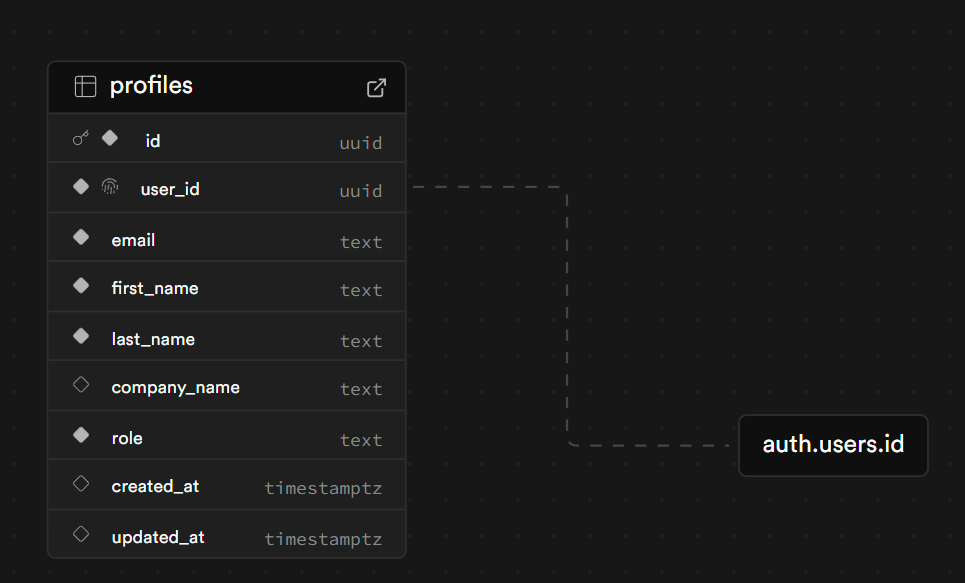 profiles
id uuid
user_id uuid
email text
first_name text
last_name text
company_name text
role text
created_at timestamptz
updated_at timestamptz
auth.users.id